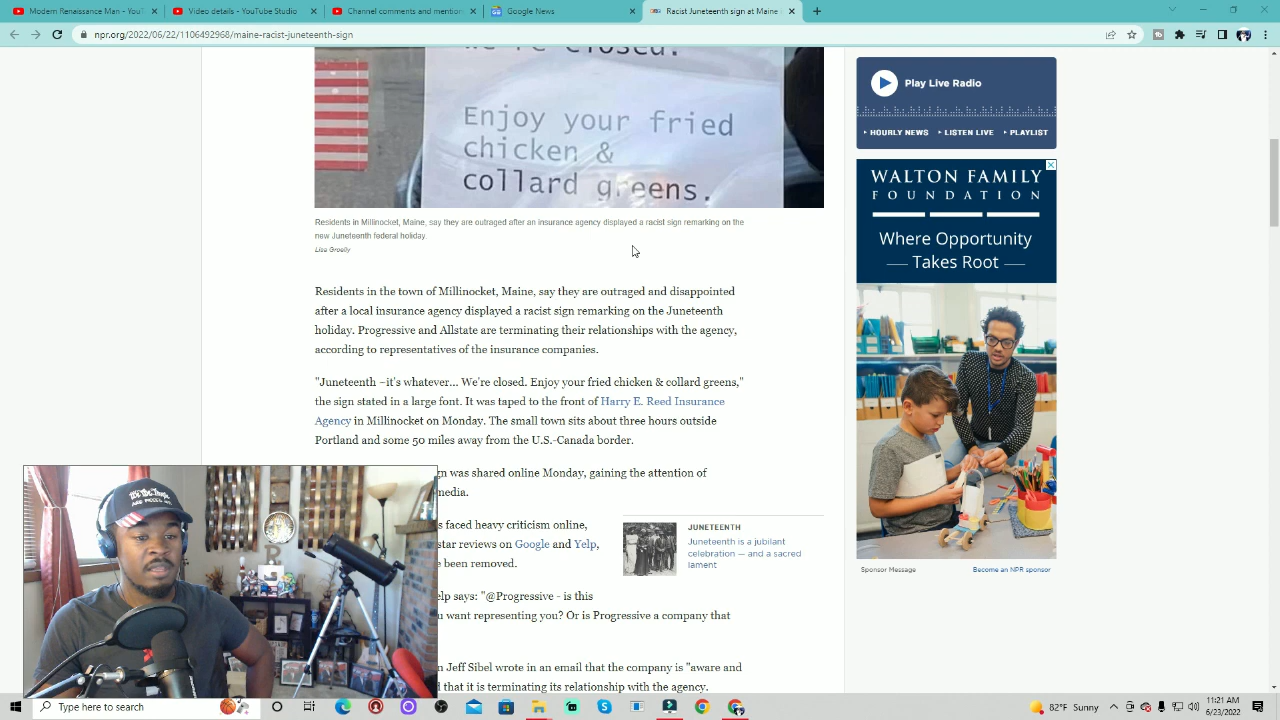 Modern Renaissance Man - YouT
Video details - YouTube Studio
Channel comments and mention
Google News
Racist Juneteenth sign at Maine
npr.org/2022/06/22/1106492968/maine-racist-juneteenth-sign
We're closed.
Enjoy your fried
chicken &
collard greens.
Residents in Millinocket, Maine, say they are outraged after an insurance agency displayed a racist sign remarking on the
new Juneteenth federal holiday.
Residents in the town of Millinocket, Maine, say they are outraged and disappointed
after a local insurance agency displayed a racist sign remarking on the Juneteenth
holiday. Progressive and Allstate are terminating their relationships with the agency,
according to representatives of the insurance companies.
"Juneteenth ~it's whatever... We're closed. Enjoy your fried chicken & collard greens,"
the sign stated in a large font. It was taped to the front of Harry E. Reed Insurance
Agency in Millinocket on Monday. The small town sits about three hours outside
Portland and some 50 miles away from the U.S.-Canada border.
n was shared online Monday, gaining the attention of
media.
s faced heavy criticism online,
star reviews on Google and Yelp,
e been removed.
JUNETEENTH
Juneteenth is a jubilant
celebration — and a sacred
lament
elp says: "@Progressive - is this
u want representing you? Or is Progressive a company that
n Jeff Sibel wrote in an email that the company is "aware and
d that it is terminating its relationship with the agency.
Play Live Radio
HOURLY NEWS
LISTEN LIVE
PLAYLIST
WALTON FAMILY
FOUNDATION
Where Opportunity
Takes Root
Sponsor Message
Become an NPR sponsor
We the People
Type here to search
82°F Sunny
11:21 AM
6/23/2022